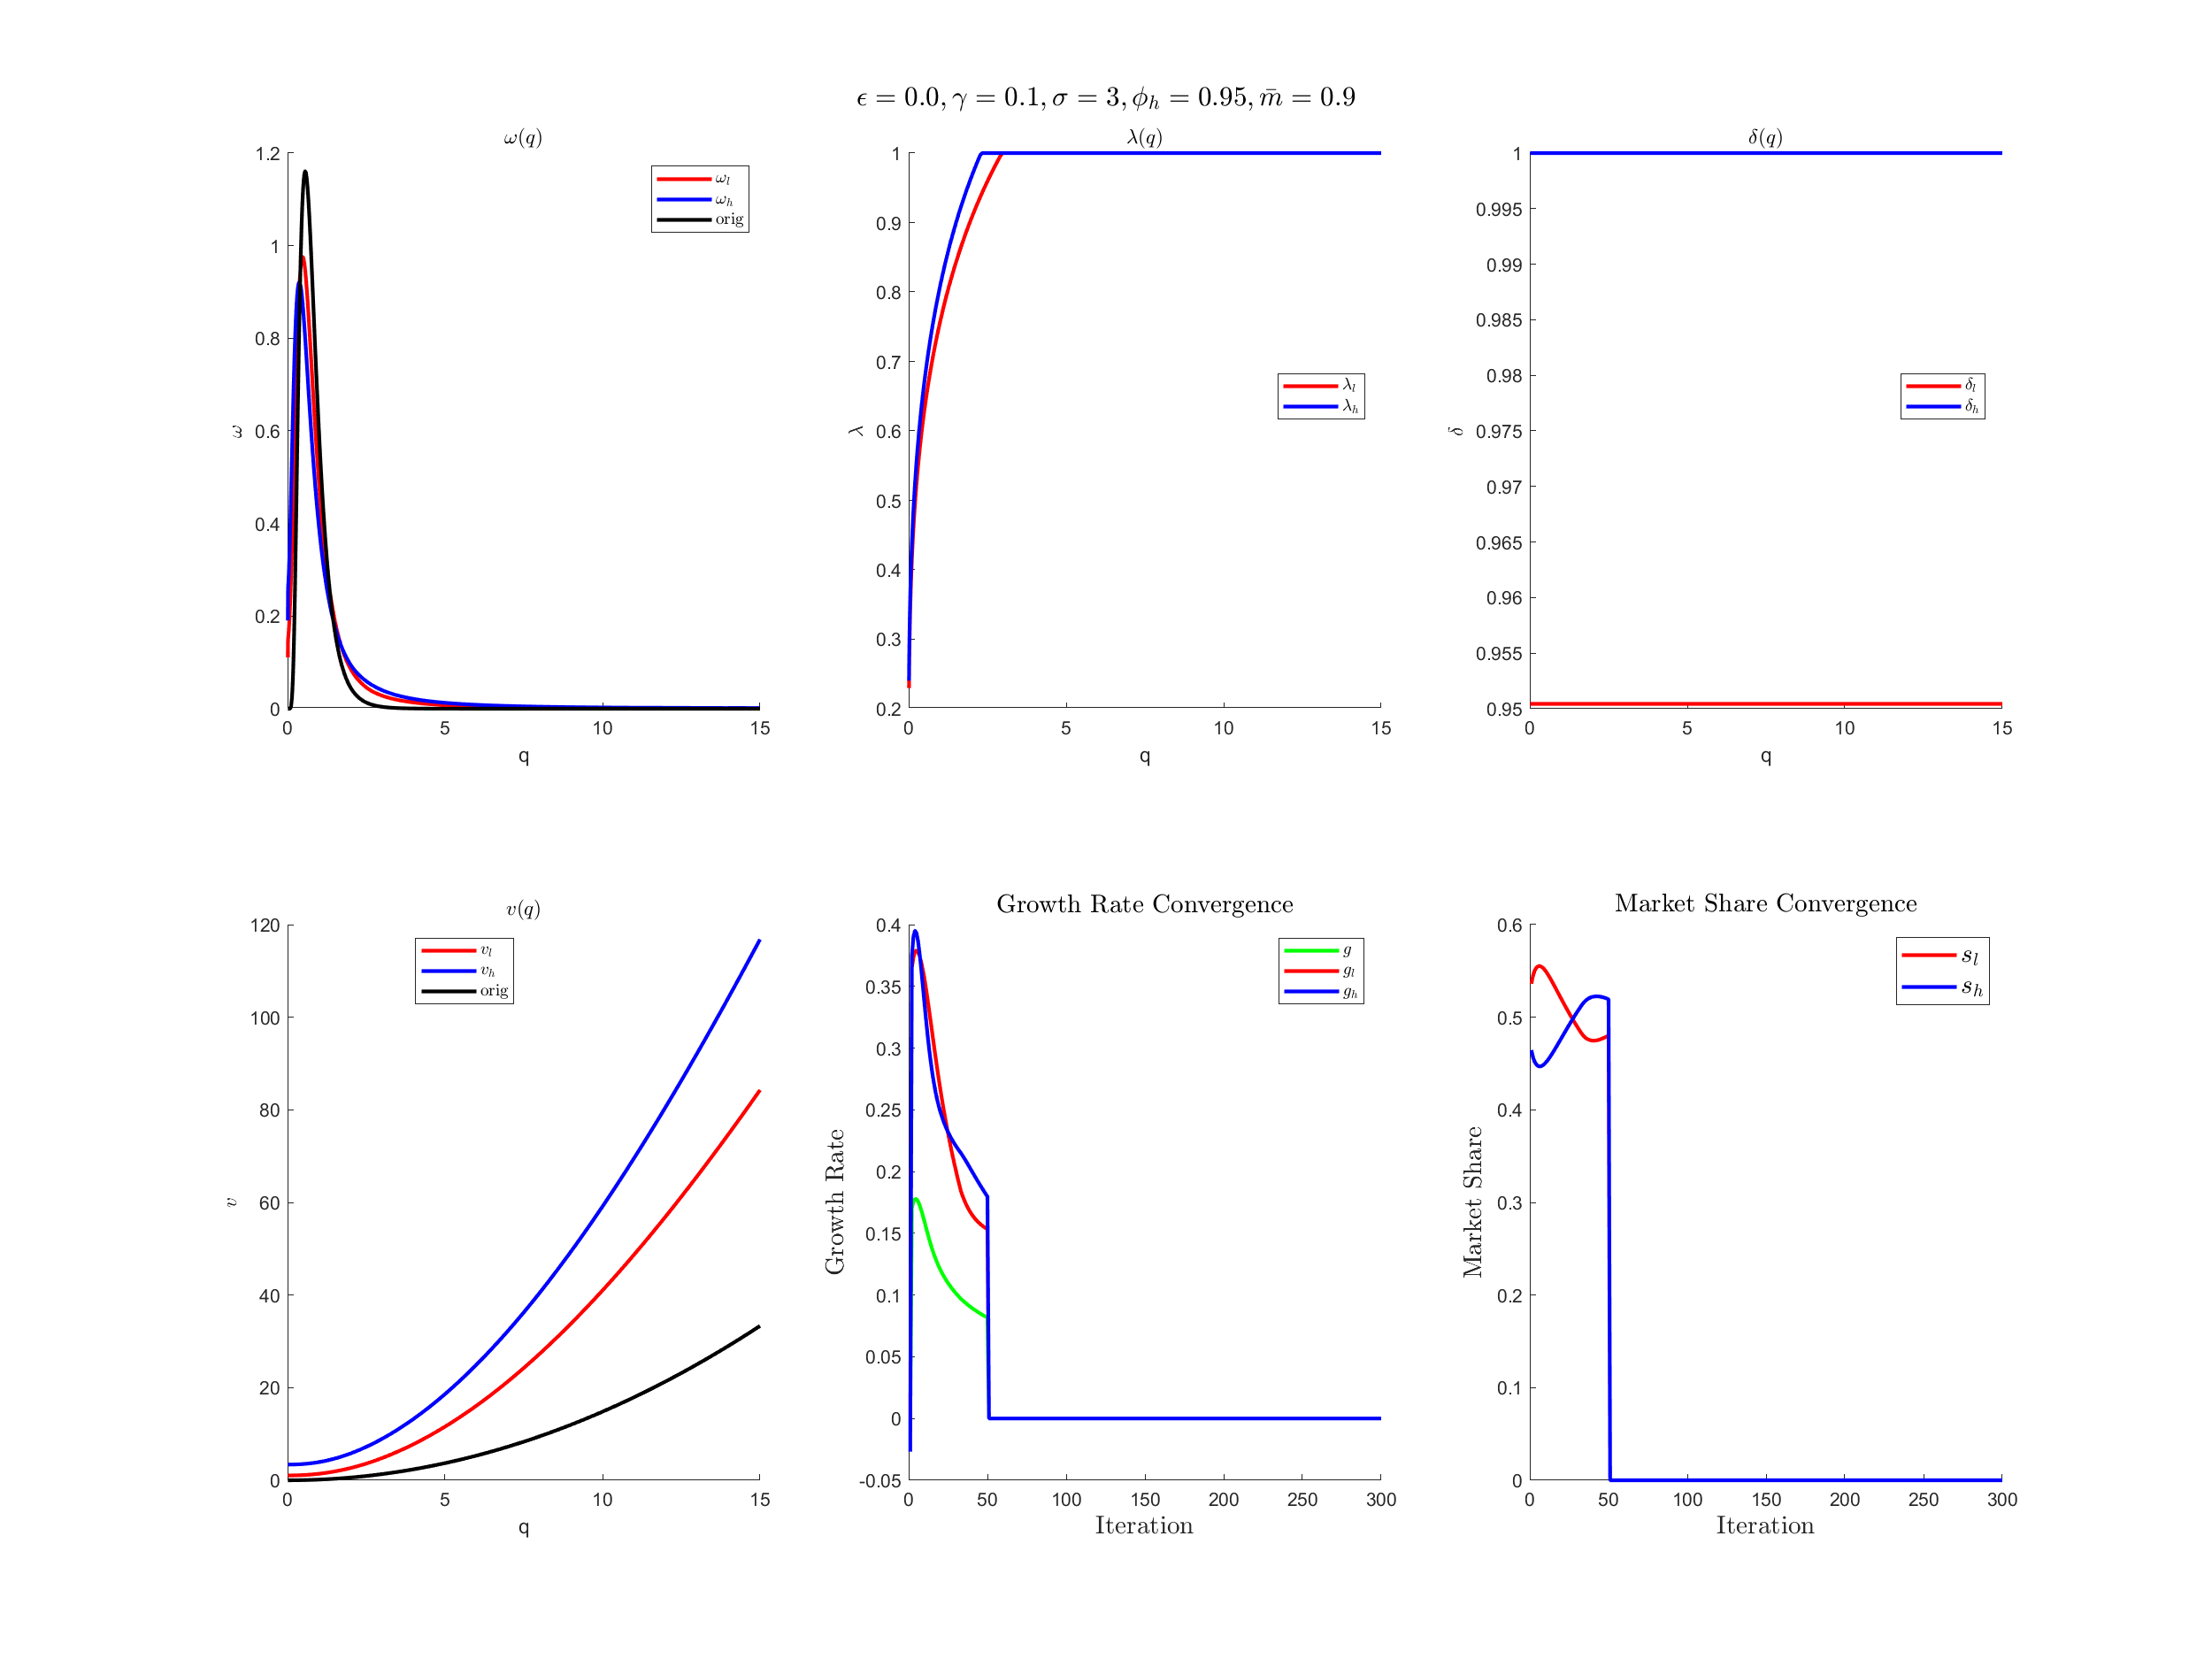 ϵ = 0.0, γ = 0.1, σ = 3, ϕ_h = 0.95, m̄ = 0.9
ω(q)
1.2
1
0.8
0.6
0.4
0.2
0
ω
0 5 10 15
q
ω_l
ω_h
orig
λ(q)
1
0.9
0.8
0.7
0.6
0.5
0.4
0.3
0.2
λ
0 5 10 15
q
λ_l
λ_h
δ(q)
1
0.995
0.99
0.985
0.98
0.975
0.97
0.965
0.96
0.955
0.95
δ
0 5 10 15
q
δ_l
δ_h
v(q)
120
100
80
60
40
20
0
v
0 5 10 15
q
v_l
v_h
orig
Growth Rate Convergence
0.4
0.35
0.3
0.25
0.2
0.15
0.1
0.05
0
-0.05
Growth Rate
0 50 100 150 200 250 300
Iteration
g
g_l
g_h
Market Share Convergence
0.6
0.5
0.4
0.3
0.2
0.1
0
Market Share
0 50 100 150 200 250 300
Iteration
s_l
s_h